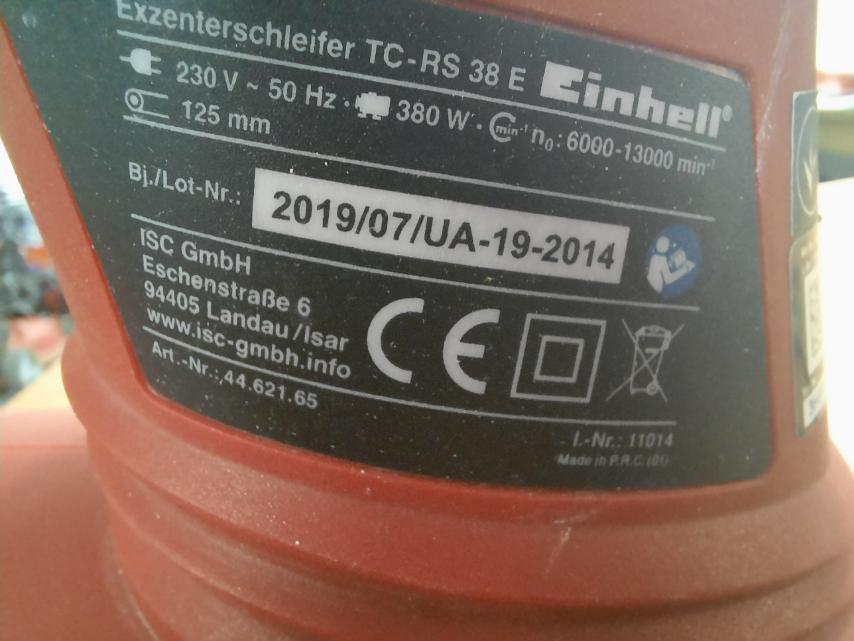 Exzenterschleifer TC-RS 38 E Einhell®
230 V ~ 50 Hz · 380 W · min⁻¹ n₀: 6000-13000 min⁻¹
125 mm
Bj./Lot-Nr.: 2019/07/UA-19-2014
ISC GmbH
Eschenstraße 6
94405 Landau/Isar
www.isc-gmbh.info
CE
Art.-Nr.: 44.621.65
I.-Nr.: 11014
Made in P.R.C. (01)